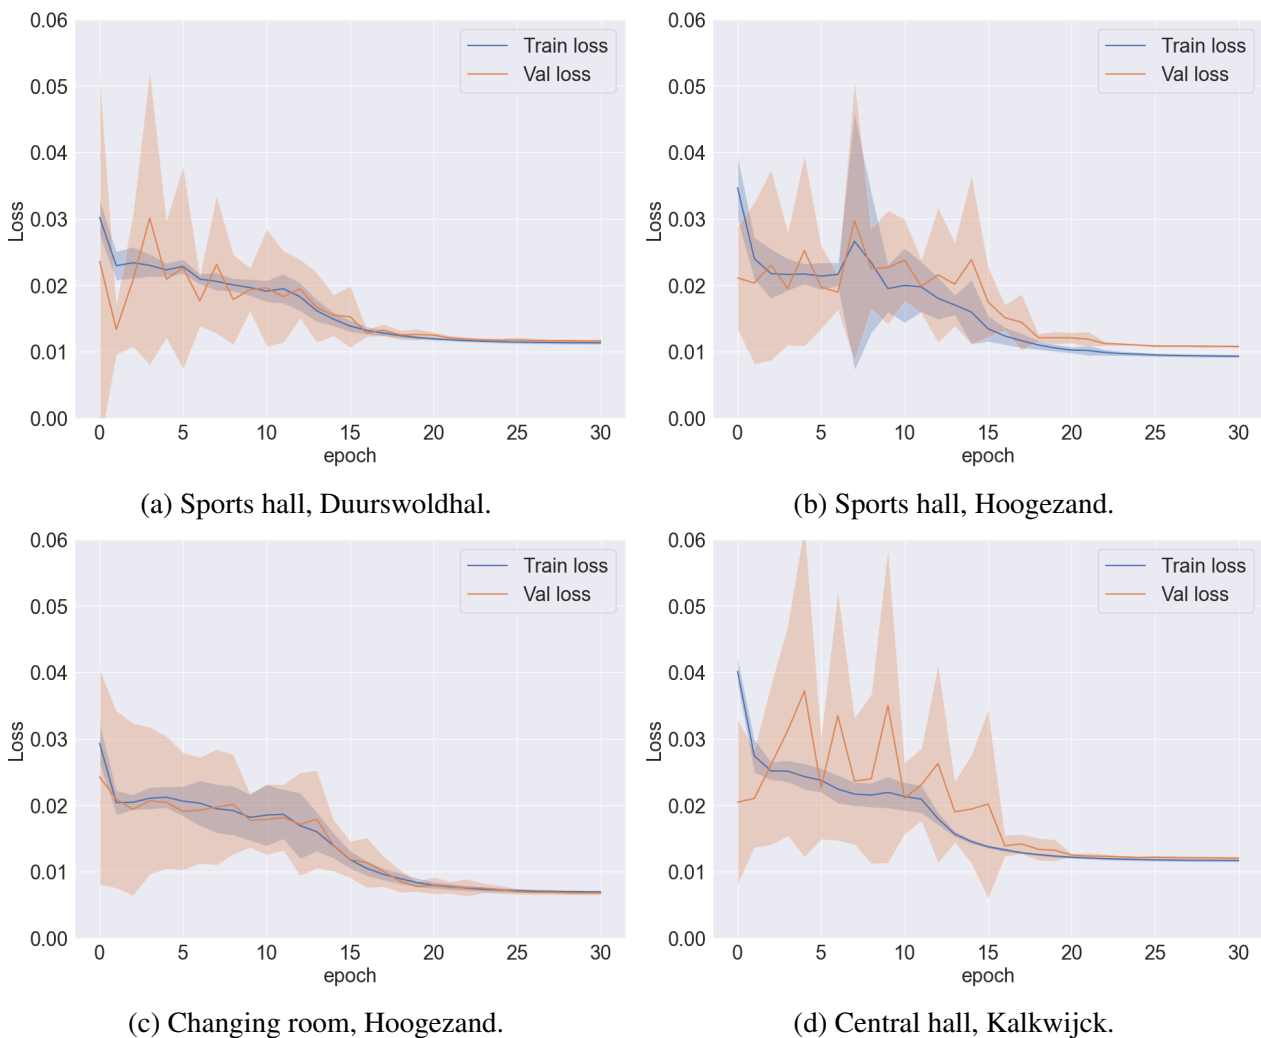 0.06
0.05
0.04
0.03
0.02
0.01
0.00
Loss
Train loss
Val loss
0 5 10 15 20 25 30
epoch
(a) Sports hall, Duurswoldhal.
0.06
0.05
0.04
0.03
0.02
0.01
0.00
Loss
Train loss
Val loss
0 5 10 15 20 25 30
epoch
(b) Sports hall, Hoogezand.
0.06
0.05
0.04
0.03
0.02
0.01
0.00
Loss
Train loss
Val loss
0 5 10 15 20 25 30
epoch
(c) Changing room, Hoogezand.
0.06
0.05
0.04
0.03
0.02
0.01
0.00
Loss
Train loss
Val loss
0 5 10 15 20 25 30
epoch
(d) Central hall, Kalkwijck.